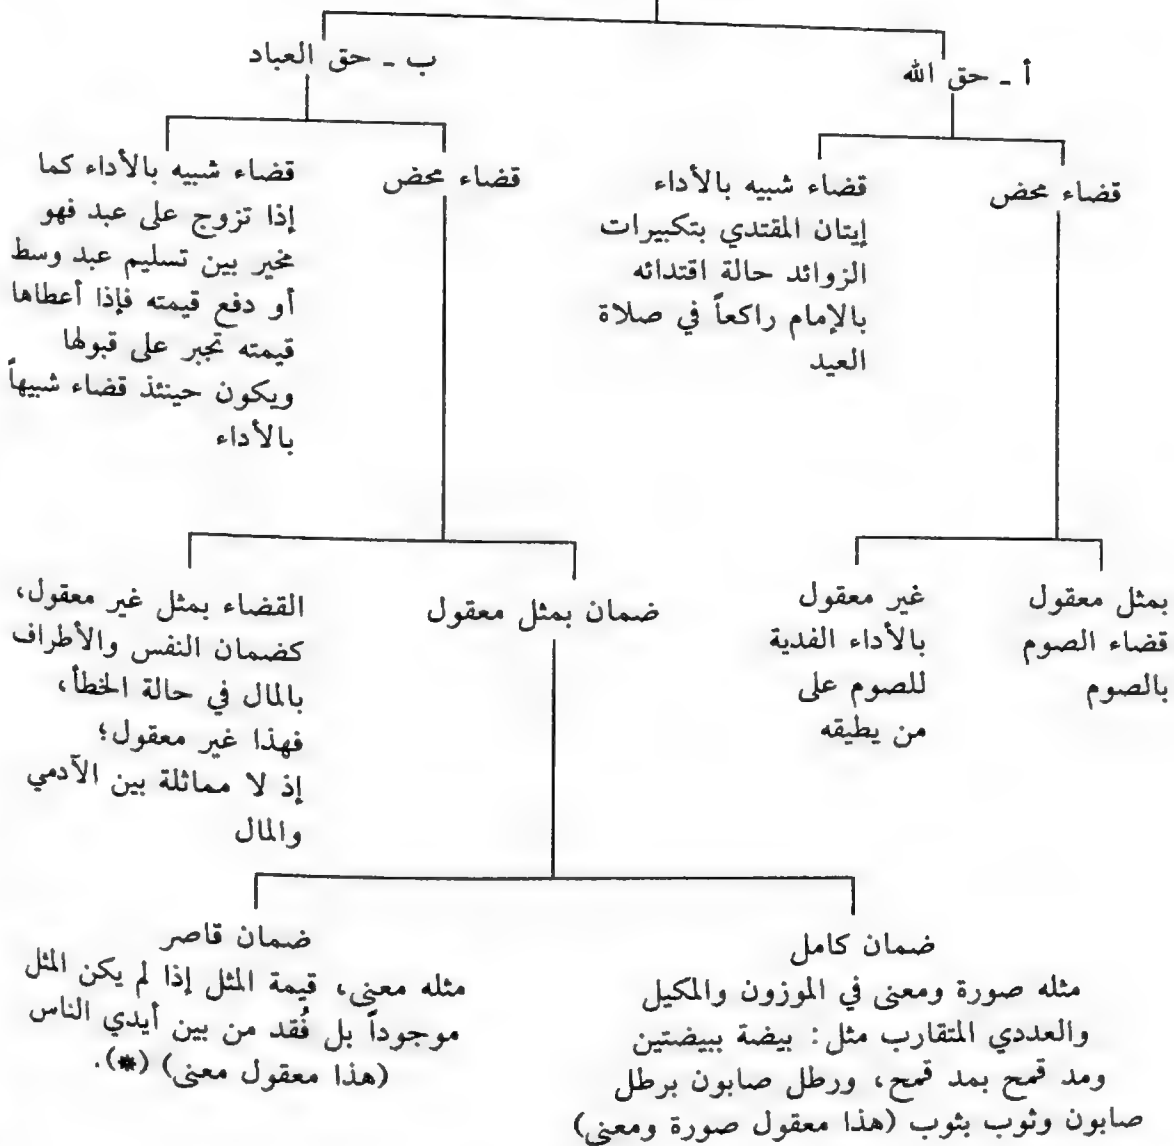 أ ـ حق الله
ب ـ حق العباد
قضاء محض
قضاء شبيه بالأداء
إيتان المقتدي بتكبيرات
الزوائد حالة اقتدائه
بالإمام راكعاً في صلاة
العيد
قضاء محض
قضاء شبيه بالأداء كما
إذا تزوج على عبد فهو
مخير بين تسليم عبد وسط
أو دفع قيمته فإذا أعطاها
قيمته تجبر على قبولها
ويكون حينئذ قضاء شبيهاً
بالأداء
بمثل معقول
قضاء الصوم
بالصوم
غير معقول
بالأداء الفدية
للصوم على
من يطيقه
ضمان بمثل معقول
القضاء بمثل غير معقول،
كضمان النفس والأطراف
بالمال في حالة الخطأ،
فهذا غير معقول؛
إذ لا مماثلة بين الآدمي
والمال
ضمان كامل
مثله صورة ومعنى في الموزون والمكيل
والعددي المتقارب مثل: بيضة ببيضتين
ومد قمح بمد قمح، ورطل صابون برطل
صابون وثوب بثوب (هذا معقول صورة ومعنى)
ضمان قاصر
مثله معنى، قيمة المثل إذا لم يكن المثل
موجوداً بل فُقد من بين أيدي الناس
(هذا معقول معنى) (*).